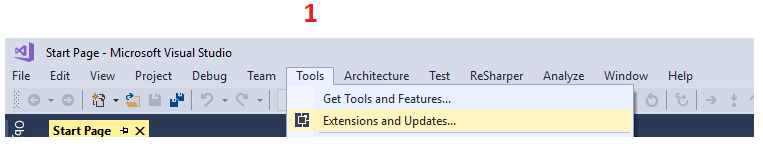 1
Start Page - Microsoft Visual Studio
File Edit View Project Debug Team Tools Architecture Test ReSharper Analyze Window Help
Get Tools and Features...
Ob
Start Page
Extensions and Updates...